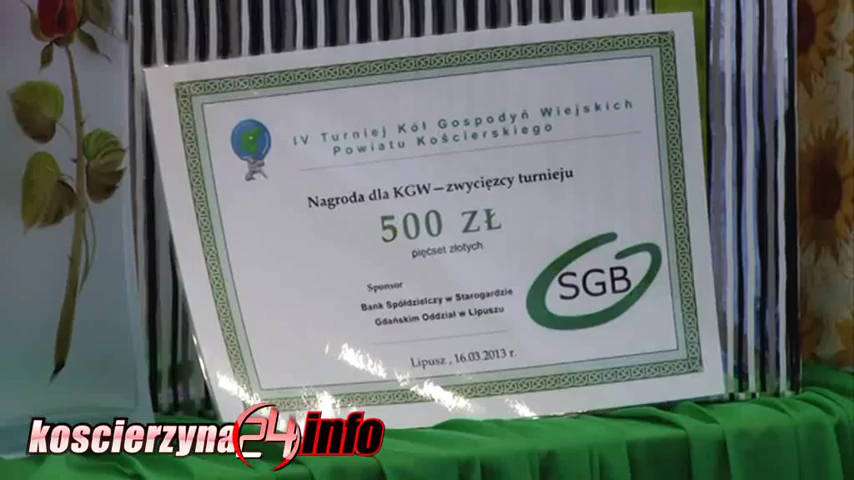 IV Turniej Kół Gospodyń Wiejskich
Powiatu Kościerskiego
Nagroda dla KGW – zwycięzcy turnieju
500 ZŁ
pięćset złotych
Sponsor
Bank Spółdzielczy w Starogardzie
Gdańskim Oddział w Lipuszu
SGB
Lipusz , 16.03.2013 r.
koscierzyna24info